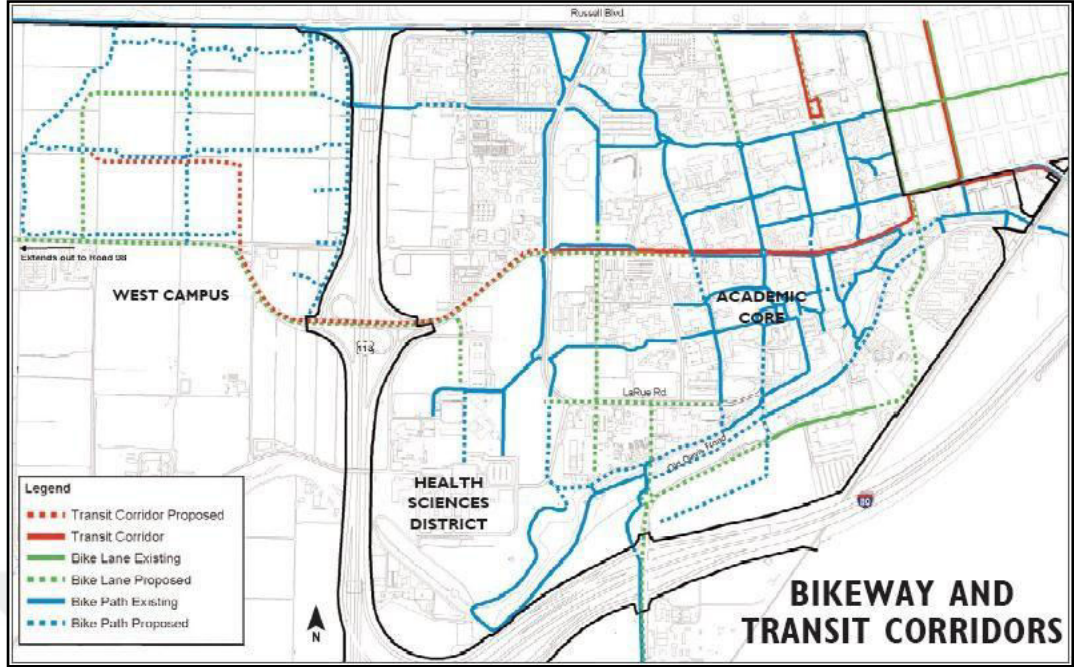 Russell Blvd.
Extends out to Road 98
WEST CAMPUS
ACADEMIC
CORE
113
LaRue Rd.
Old Davis Road
HEALTH
SCIENCES
DISTRICT
80
Legend
Transit Corridor Proposed
Transit Corridor
Bike Lane Existing
Bike Lane Proposed
Bike Path Existing
Bike Path Proposed
N
BIKEWAY AND
TRANSIT CORRIDORS